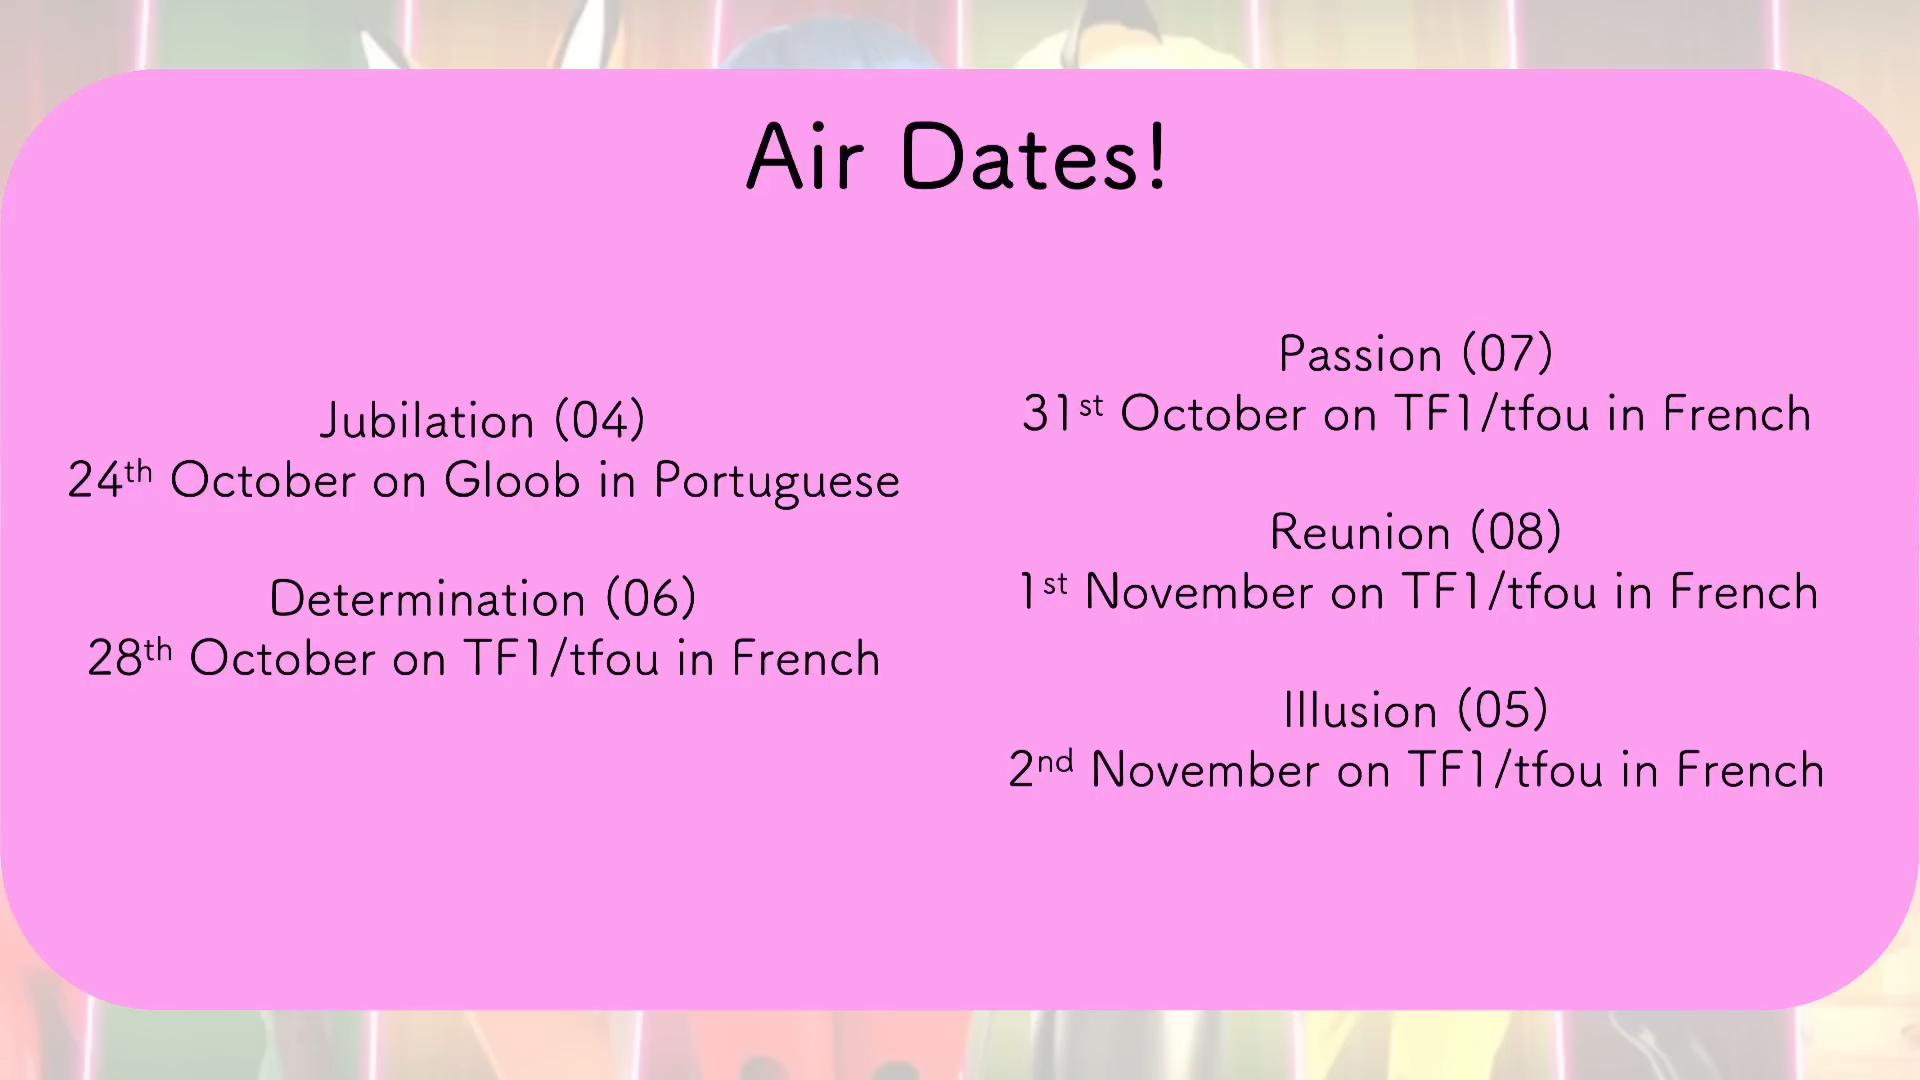 Air Dates!
Jubilation (04)
24th October on Gloob in Portuguese
Determination (06)
28th October on TF1/tfou in French
Passion (07)
31st October on TF1/tfou in French
Reunion (08)
1st November on TF1/tfou in French
Illusion (05)
2nd November on TF1/tfou in French